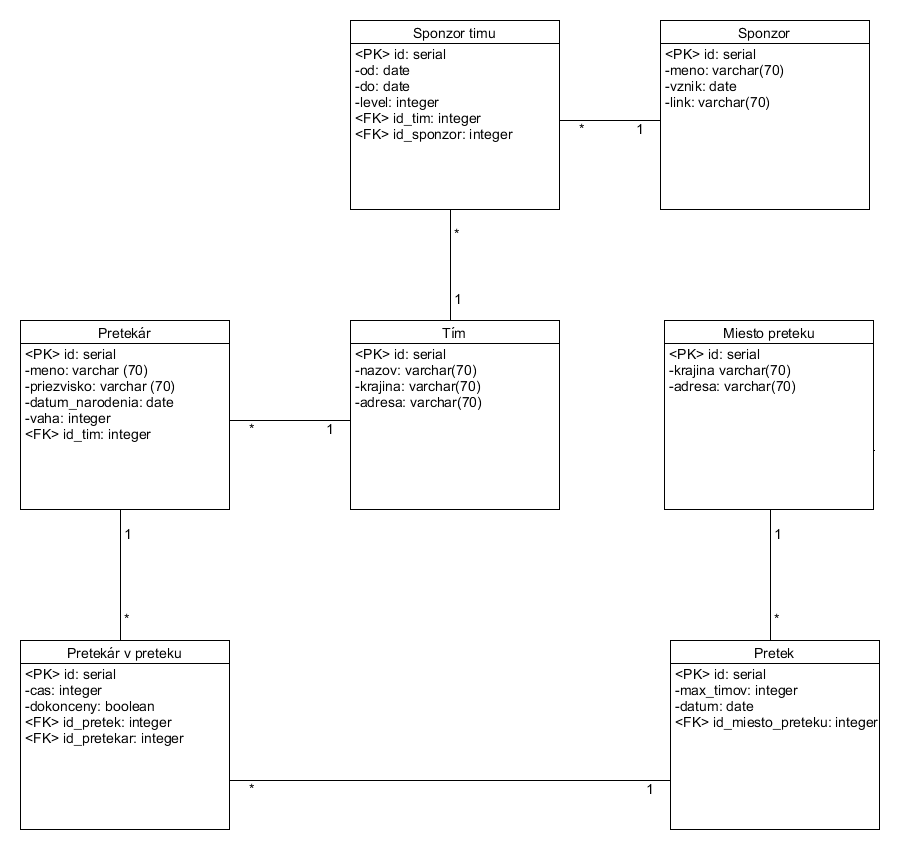 Sponzor timu
<PK> id: serial
-od: date
-do: date
-level: integer
<FK> id_tim: integer
<FK> id_sponzor: integer
Sponzor
<PK> id: serial
-meno: varchar(70)
-vznik: date
-link: varchar(70)
*
1
*
1
Pretekár
<PK> id: serial
-meno: varchar (70)
-priezvisko: varchar (70)
-datum_narodenia: date
-vaha: integer
<FK> id_tim: integer
*
1
Tím
<PK> id: serial
-nazov: varchar(70)
-krajina: varchar(70)
-adresa: varchar(70)
Miesto preteku
<PK> id: serial
-krajina varchar(70)
-adresa: varchar(70)
1
*
1
*
Pretekár v preteku
<PK> id: serial
-cas: integer
-dokonceny: boolean
<FK> id_pretek: integer
<FK> id_pretekar: integer
*
1
Pretek
<PK> id: serial
-max_timov: integer
-datum: date
<FK> id_miesto_preteku: integer